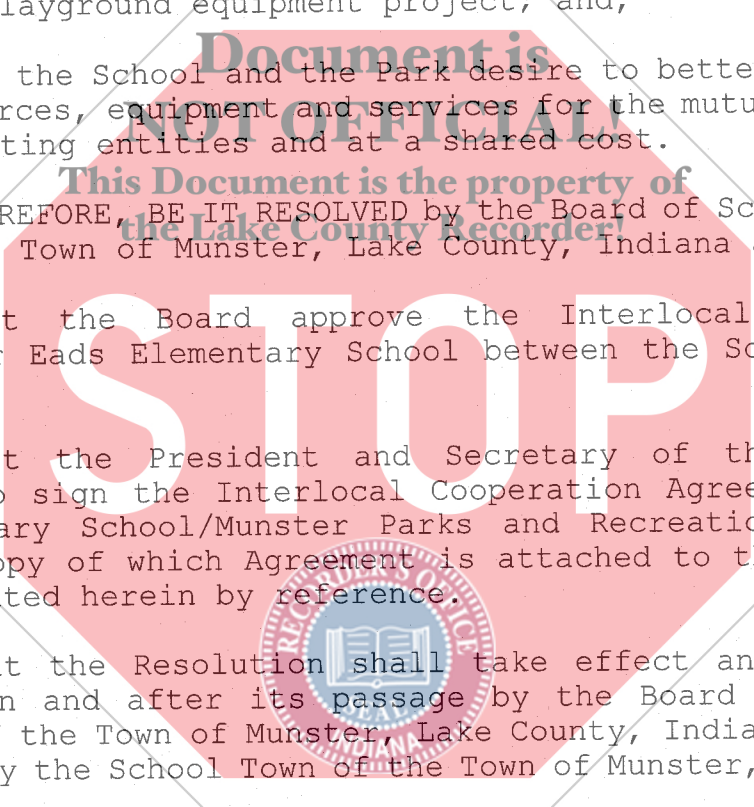 layground equipment project, and,
Document is
the School and the Park desire to bette
NOT OFFICIAL!
rces, equipment and services for the mutu
ting entities and at a shared cost.
This Document is the property of
REFORE, BE IT RESOLVED by the Board of Sc
the Lake County Recorder!
Town of Munster, Lake County, Indiana
t the Board approve the Interlocal
r Eads Elementary School between the Sc
STOP
t the President and Secretary of th
o sign the Interlocal Cooperation Agree
ary School/Munster Parks and Recreatio
opy of which Agreement is attached to t
ted herein by reference.
RECORDER'S OFFICE
at the Resolution shall take effect an
n and after its passage by the Board
SEAL
f the Town of Munster, Lake County, India
INDIANA
y the School Town of the Town of Munster,